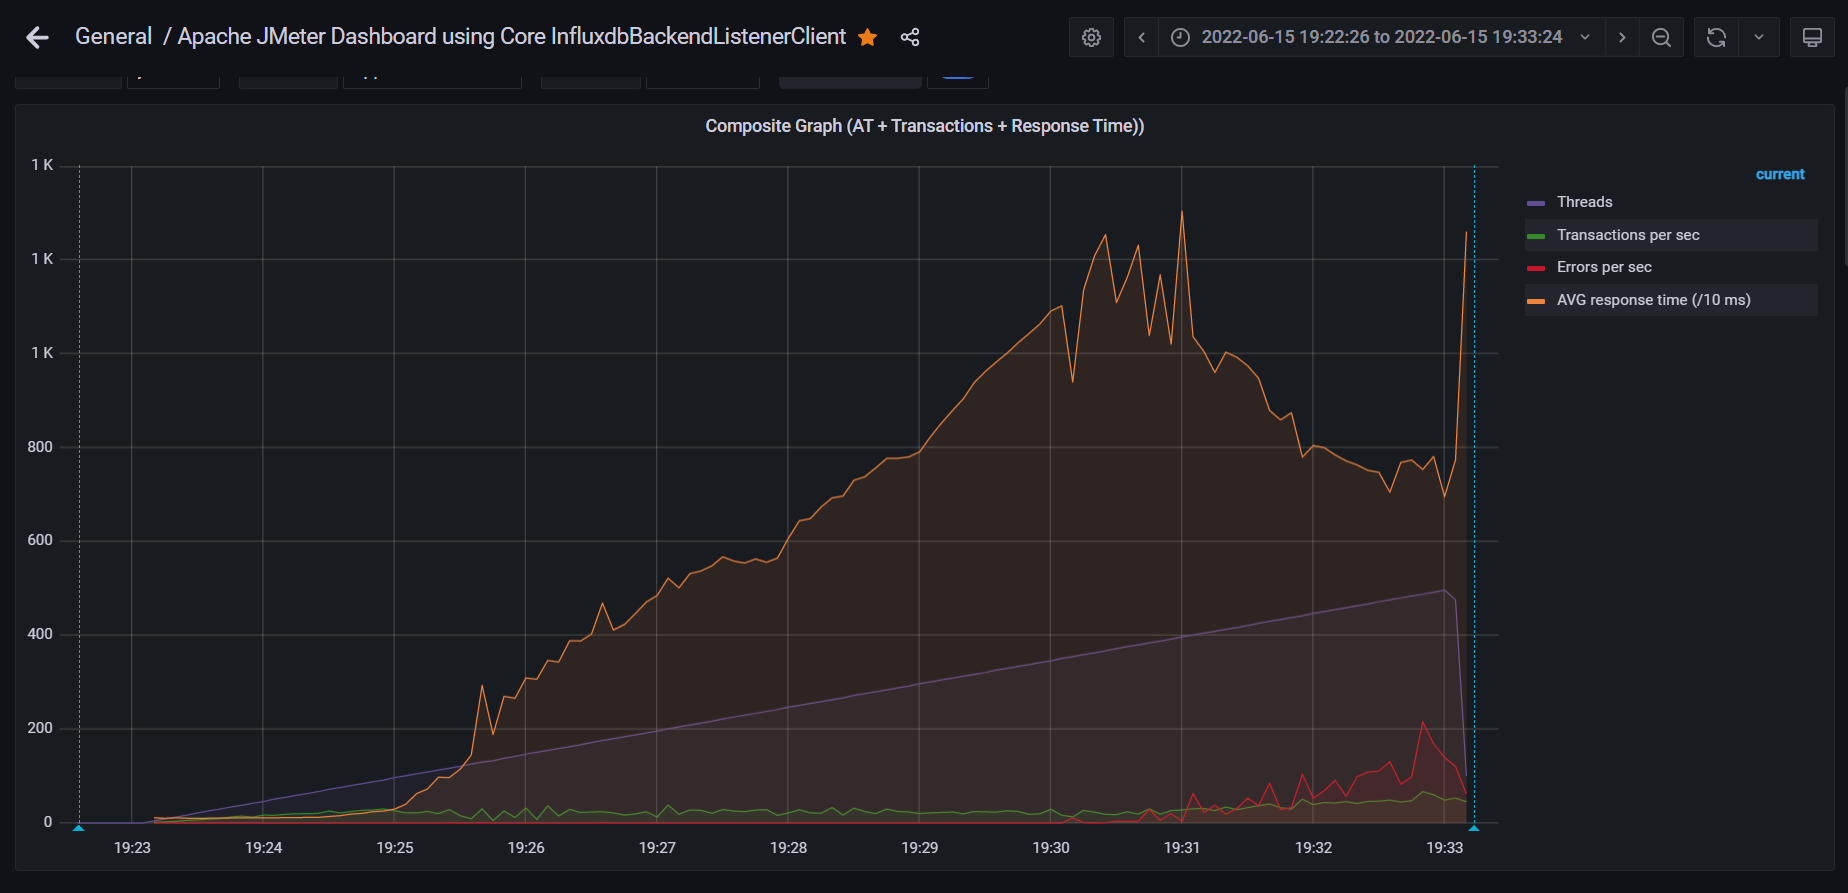 General / Apache JMeter Dashboard using Core InfluxdbBackendListenerClient
2022-06-15 19:22:26 to 2022-06-15 19:33:24
Composite Graph (AT + Transactions + Response Time))
1 K
1 K
1 K
800
600
400
200
0
19:23 19:24 19:25 19:26 19:27 19:28 19:29 19:30 19:31 19:32 19:33
current
Threads
Transactions per sec
Errors per sec
AVG response time (/10 ms)